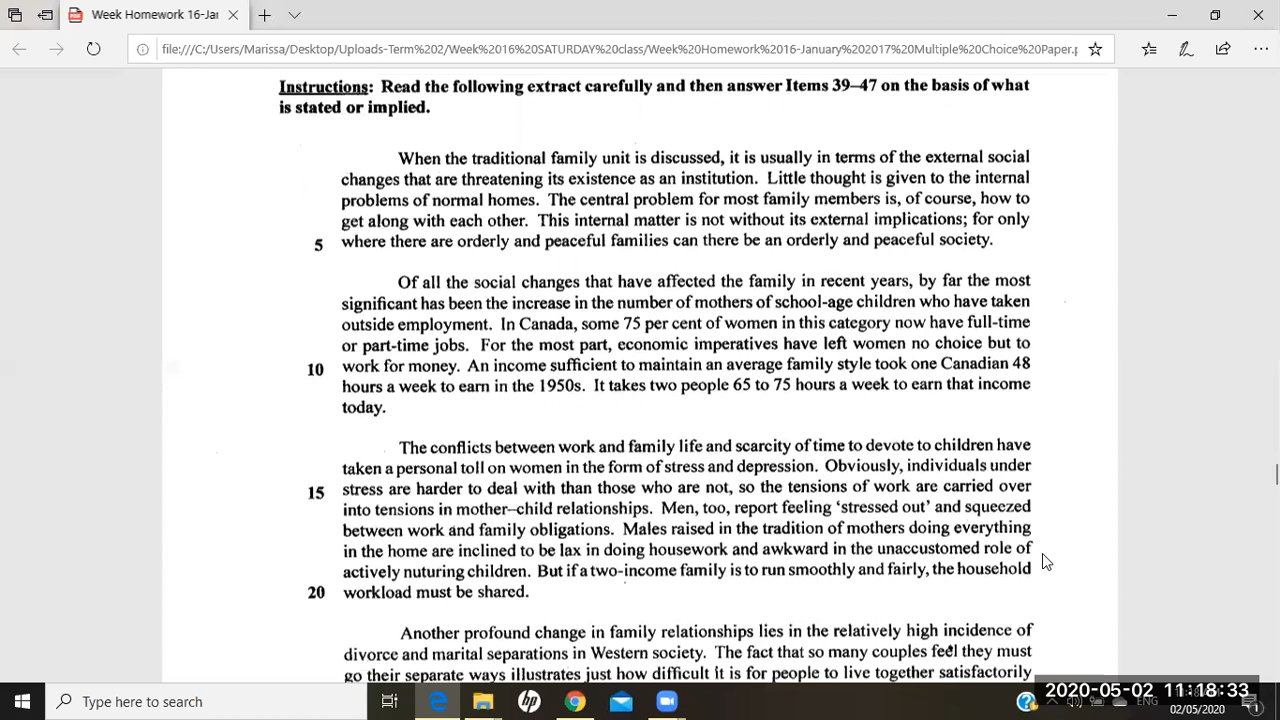 Week Homework 16-Jar
file:///C:/Users/Marissa/Desktop/Uploads-Term%202/Week%2016%20SATURDAY%20class/Week%20Homework%2016-January%202017%20Multiple%20Choice%20Paper.p
Instructions: Read the following extract carefully and then answer Items 39–47 on the basis of what
is stated or implied.
When the traditional family unit is discussed, it is usually in terms of the external social
changes that are threatening its existence as an institution. Little thought is given to the internal
problems of normal homes. The central problem for most family members is, of course, how to
get along with each other. This internal matter is not without its external implications; for only
5 where there are orderly and peaceful families can there be an orderly and peaceful society.
Of all the social changes that have affected the family in recent years, by far the most
significant has been the increase in the number of mothers of school-age children who have taken
outside employment. In Canada, some 75 per cent of women in this category now have full-time
or part-time jobs. For the most part, economic imperatives have left women no choice but to
10 work for money. An income sufficient to maintain an average family style took one Canadian 48
hours a week to earn in the 1950s. It takes two people 65 to 75 hours a week to earn that income
today.
The conflicts between work and family life and scarcity of time to devote to children have
taken a personal toll on women in the form of stress and depression. Obviously, individuals under
15 stress are harder to deal with than those who are not, so the tensions of work are carried over
into tensions in mother–child relationships. Men, too, report feeling ‘stressed out’ and squeezed
between work and family obligations. Males raised in the tradition of mothers doing everything
in the home are inclined to be lax in doing housework and awkward in the unaccustomed role of
actively nuturing children. But if a two-income family is to run smoothly and fairly, the household
20 workload must be shared.
Another profound change in family relationships lies in the relatively high incidence of
divorce and marital separations in Western society. The fact that so many couples feel they must
go their separate ways illustrates just how difficult it is for people to live together satisfactorily
Type here to search
2020-05-02 11:18:33
ENG
02/05/2020